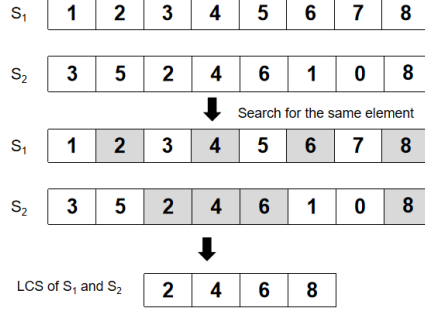 S₁ 1 2 3 4 5 6 7 8
S₂ 3 5 2 4 6 1 0 8
Search for the same element
S₁ 1 2 3 4 5 6 7 8
S₂ 3 5 2 4 6 1 0 8
LCS of S₁ and S₂ 2 4 6 8